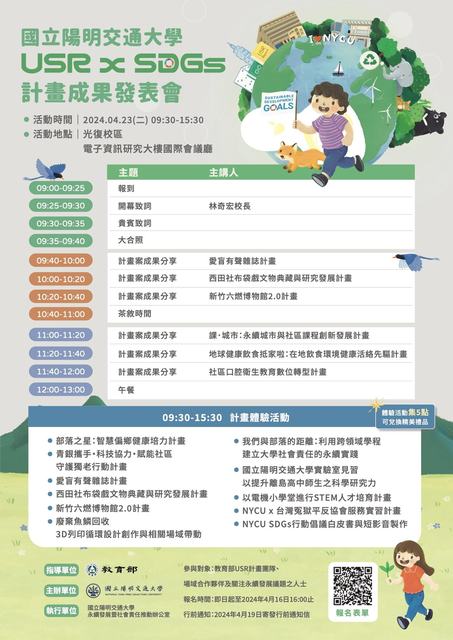 國立陽明交通大學
USR x SDGs
計畫成果發表會
I NYCU
SUSTAINABLE
DEVELOPMENT
GOALS
活動時間｜2024.04.23(二) 09:30-15:30
活動地點｜光復校區
電子資訊研究大樓國際會議廳
主題 主講人
09:00-09:25 報到
09:25-09:30 開幕致詞 林奇宏校長
09:30-09:35 貴賓致詞
09:35-09:40 大合照
09:40-10:00 計畫案成果分享 愛盲有聲雜誌計畫
10:00-10:20 計畫案成果分享 西田社布袋戲文物典藏與研究發展計畫
10:20-10:40 計畫案成果分享 新竹六燃博物館2.0計畫
10:40-11:00 茶敘時間
11:00-11:20 計畫案成果分享 課·城市：永續城市與社區課程創新發展計畫
11:20-11:40 計畫案成果分享 地球健康飲食抵家啦：在地飲食環境健康活絡先驅計畫
11:40-12:00 計畫案成果分享 社區口腔衛生教育數位轉型計畫
12:00-13:00 午餐
09:30-15:30 計畫體驗活動
體驗活動集5點
可兌換精美禮品
部落之星：智慧偏鄉健康培力計畫
青銀攜手·科技協力·賦能社區
守護獨老行動計畫
愛盲有聲雜誌計畫
西田社布袋戲文物典藏與研究發展計畫
新竹六燃博物館2.0計畫
廢棄魚鱗回收
3D列印循環設計創作與相關場域帶動
我們與部落的距離：利用跨領域學程
建立大學社會責任的永續實踐
國立陽明交通大學實驗室見習
以提升離島高中師生之科學研究力
以電機小學堂進行STEM人才培育計畫
NYCU x 台灣冤獄平反協會服務實習計畫
NYCU SDGs行動倡議白皮書與短影音製作
指導單位 教育部
主辦單位 國立陽明交通大學
執行單位 國立陽明交通大學
永續發展暨社會責任推動辦公室
參與對象：教育部USR計畫團隊、
場域合作夥伴及關注永續發展議題之人士
報名時間：即日起至2024年4月16日16:00止
行前通知：2024年4月19日寄發行前通知信
報名表單